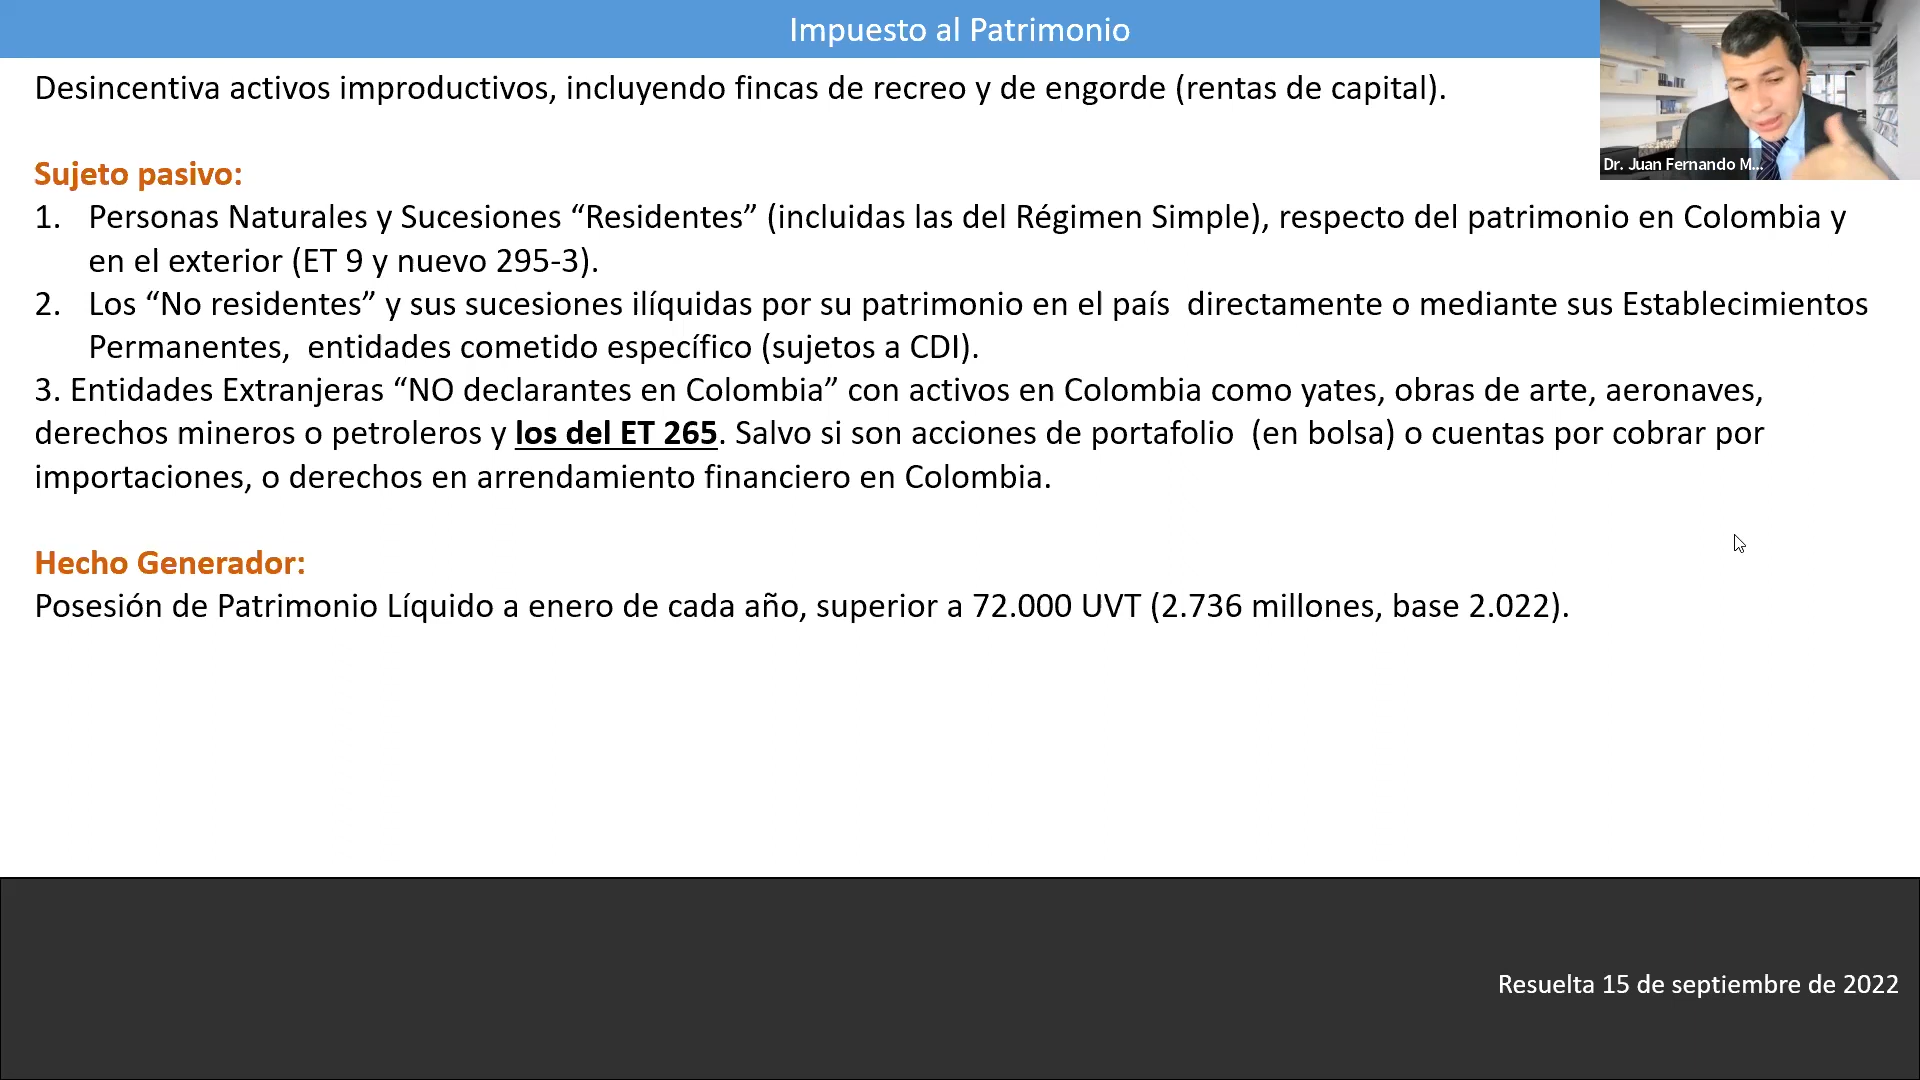 Impuesto al Patrimonio
Desincentiva activos improductivos, incluyendo fincas de recreo y de engorde (rentas de capital).
Dr. Juan Fernando M...
Sujeto pasivo:
1. Personas Naturales y Sucesiones “Residentes” (incluidas las del Régimen Simple), respecto del patrimonio en Colombia y
en el exterior (ET 9 y nuevo 295-3).
2. Los “No residentes” y sus sucesiones ilíquidas por su patrimonio en el país directamente o mediante sus Establecimientos
Permanentes, entidades cometido específico (sujetos a CDI).
3. Entidades Extranjeras “NO declarantes en Colombia” con activos en Colombia como yates, obras de arte, aeronaves,
derechos mineros o petroleros y los del ET 265. Salvo si son acciones de portafolio (en bolsa) o cuentas por cobrar por
importaciones, o derechos en arrendamiento financiero en Colombia.
Hecho Generador:
Posesión de Patrimonio Líquido a enero de cada año, superior a 72.000 UVT (2.736 millones, base 2.022).
Resuelta 15 de septiembre de 2022